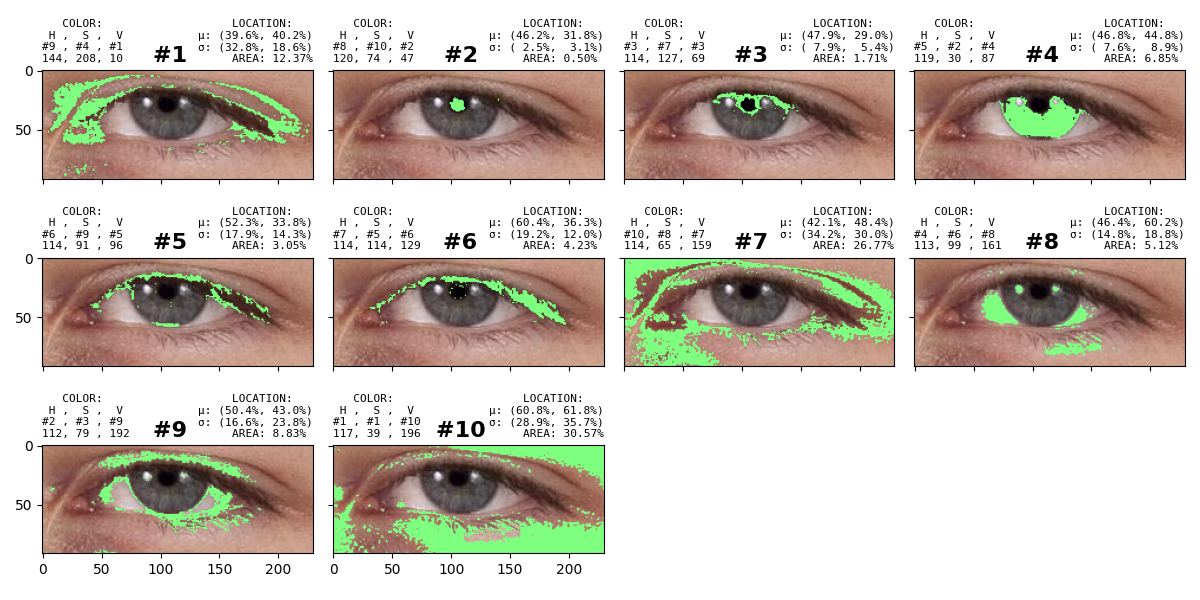 COLOR: LOCATION:
H , S , V μ: (39.6%, 40.2%)
#9 , #4 , #1 #1 σ: (32.8%, 18.6%)
144, 208, 10 AREA: 12.37%
COLOR: LOCATION:
H , S , V μ: (46.2%, 31.8%)
#8 , #10, #2 #2 σ: ( 2.5%, 3.1%)
120, 74 , 47 AREA: 0.50%
COLOR: LOCATION:
H , S , V μ: (47.9%, 29.0%)
#3 , #7 , #3 #3 σ: ( 7.9%, 5.4%)
114, 127, 69 AREA: 1.71%
COLOR: LOCATION:
H , S , V μ: (46.8%, 44.8%)
#5 , #2 , #4 #4 σ: ( 7.6%, 8.9%)
119, 30 , 87 AREA: 6.85%
0
50
COLOR: LOCATION:
H , S , V μ: (52.3%, 33.8%)
#6 , #9 , #5 #5 σ: (17.9%, 14.3%)
114, 91 , 96 AREA: 3.05%
COLOR: LOCATION:
H , S , V μ: (60.4%, 36.3%)
#7 , #5 , #6 #6 σ: (19.2%, 12.0%)
114, 114, 129 AREA: 4.23%
COLOR: LOCATION:
H , S , V μ: (42.1%, 48.4%)
#10, #8 , #7 #7 σ: (34.2%, 30.0%)
114, 65 , 159 AREA: 26.77%
COLOR: LOCATION:
H , S , V μ: (46.4%, 60.2%)
#4 , #6 , #8 #8 σ: (14.8%, 18.8%)
113, 99 , 161 AREA: 5.12%
0
50
COLOR: LOCATION:
H , S , V μ: (50.4%, 43.0%)
#2 , #3 , #9 #9 σ: (16.6%, 23.8%)
112, 79 , 192 AREA: 8.83%
COLOR: LOCATION:
H , S , V μ: (60.8%, 61.8%)
#1 , #1 , #10 #10 σ: (28.9%, 35.7%)
117, 39 , 196 AREA: 30.57%
0
50
0 50 100 150 200
0 50 100 150 200